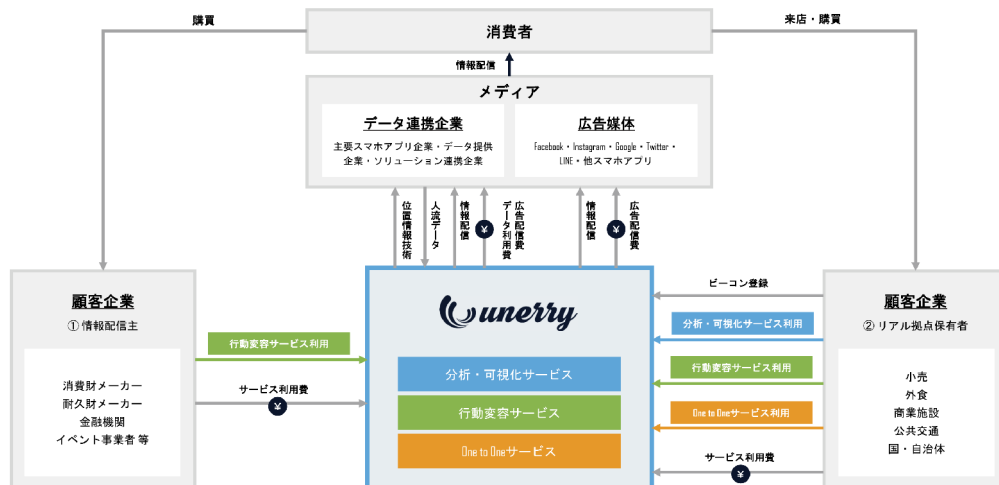 購買
来店・購買
消費者
情報配信
メディア
データ連携企業
主要スマホアプリ企業・データ提供
企業・ソリューション連携企業
広告媒体
Facebook・Instagram・Google・Twitter・
LINE・他スマホアプリ
位置情報技術
人流データ
情報配信
¥
広告配信費
データ利用費
情報配信
¥
広告配信費
顧客企業
① 情報配信主
消費財メーカー
耐久財メーカー
金融機関
イベント事業者 等
行動変容サービス利用
サービス利用費
¥
unerry
分析・可視化サービス
行動変容サービス
One to Oneサービス
ビーコン登録
分析・可視化サービス利用
行動変容サービス利用
One to Oneサービス利用
サービス利用費
¥
顧客企業
② リアル拠点保有者
小売
外食
商業施設
公共交通
国・自治体